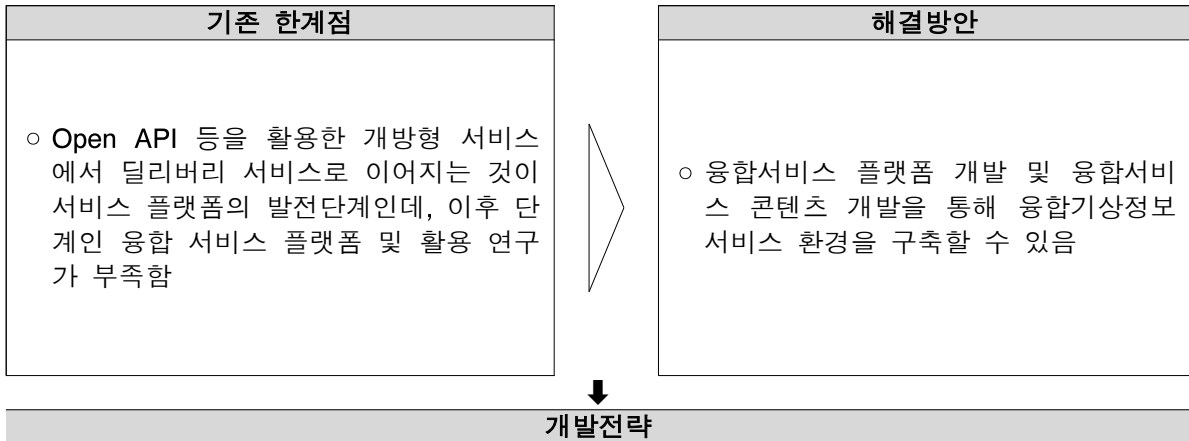 기존 한계점
○ Open API 등을 활용한 개방형 서비스
에서 딜리버리 서비스로 이어지는 것이
서비스 플랫폼의 발전단계인데, 이후 단
계인 융합 서비스 플랫폼 및 활용 연구
가 부족함
해결방안
○ 융합서비스 플랫폼 개발 및 융합서비
스 콘텐츠 개발을 통해 융합기상정보
서비스 환경을 구축할 수 있음
개발전략